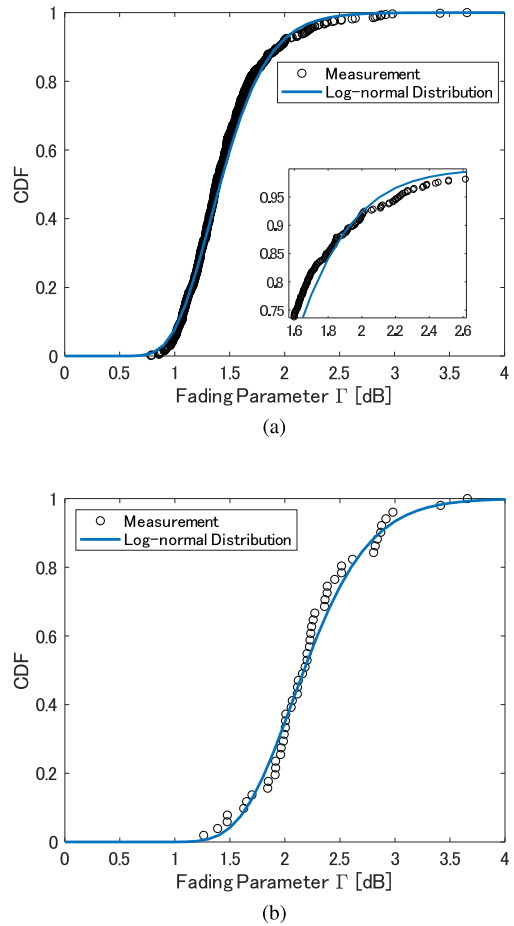 1
0.8
0.6
0.4
0.2
0
CDF
Measurement
Log-normal Distribution
0.95
0.9
0.85
0.8
0.75
1.6 1.8 2 2.2 2.4 2.6
0 0.5 1 1.5 2 2.5 3 3.5 4
Fading Parameter Γ [dB]
(a)
1
0.8
0.6
0.4
0.2
0
CDF
Measurement
Log-normal Distribution
0 0.5 1 1.5 2 2.5 3 3.5 4
Fading Parameter Γ [dB]
(b)